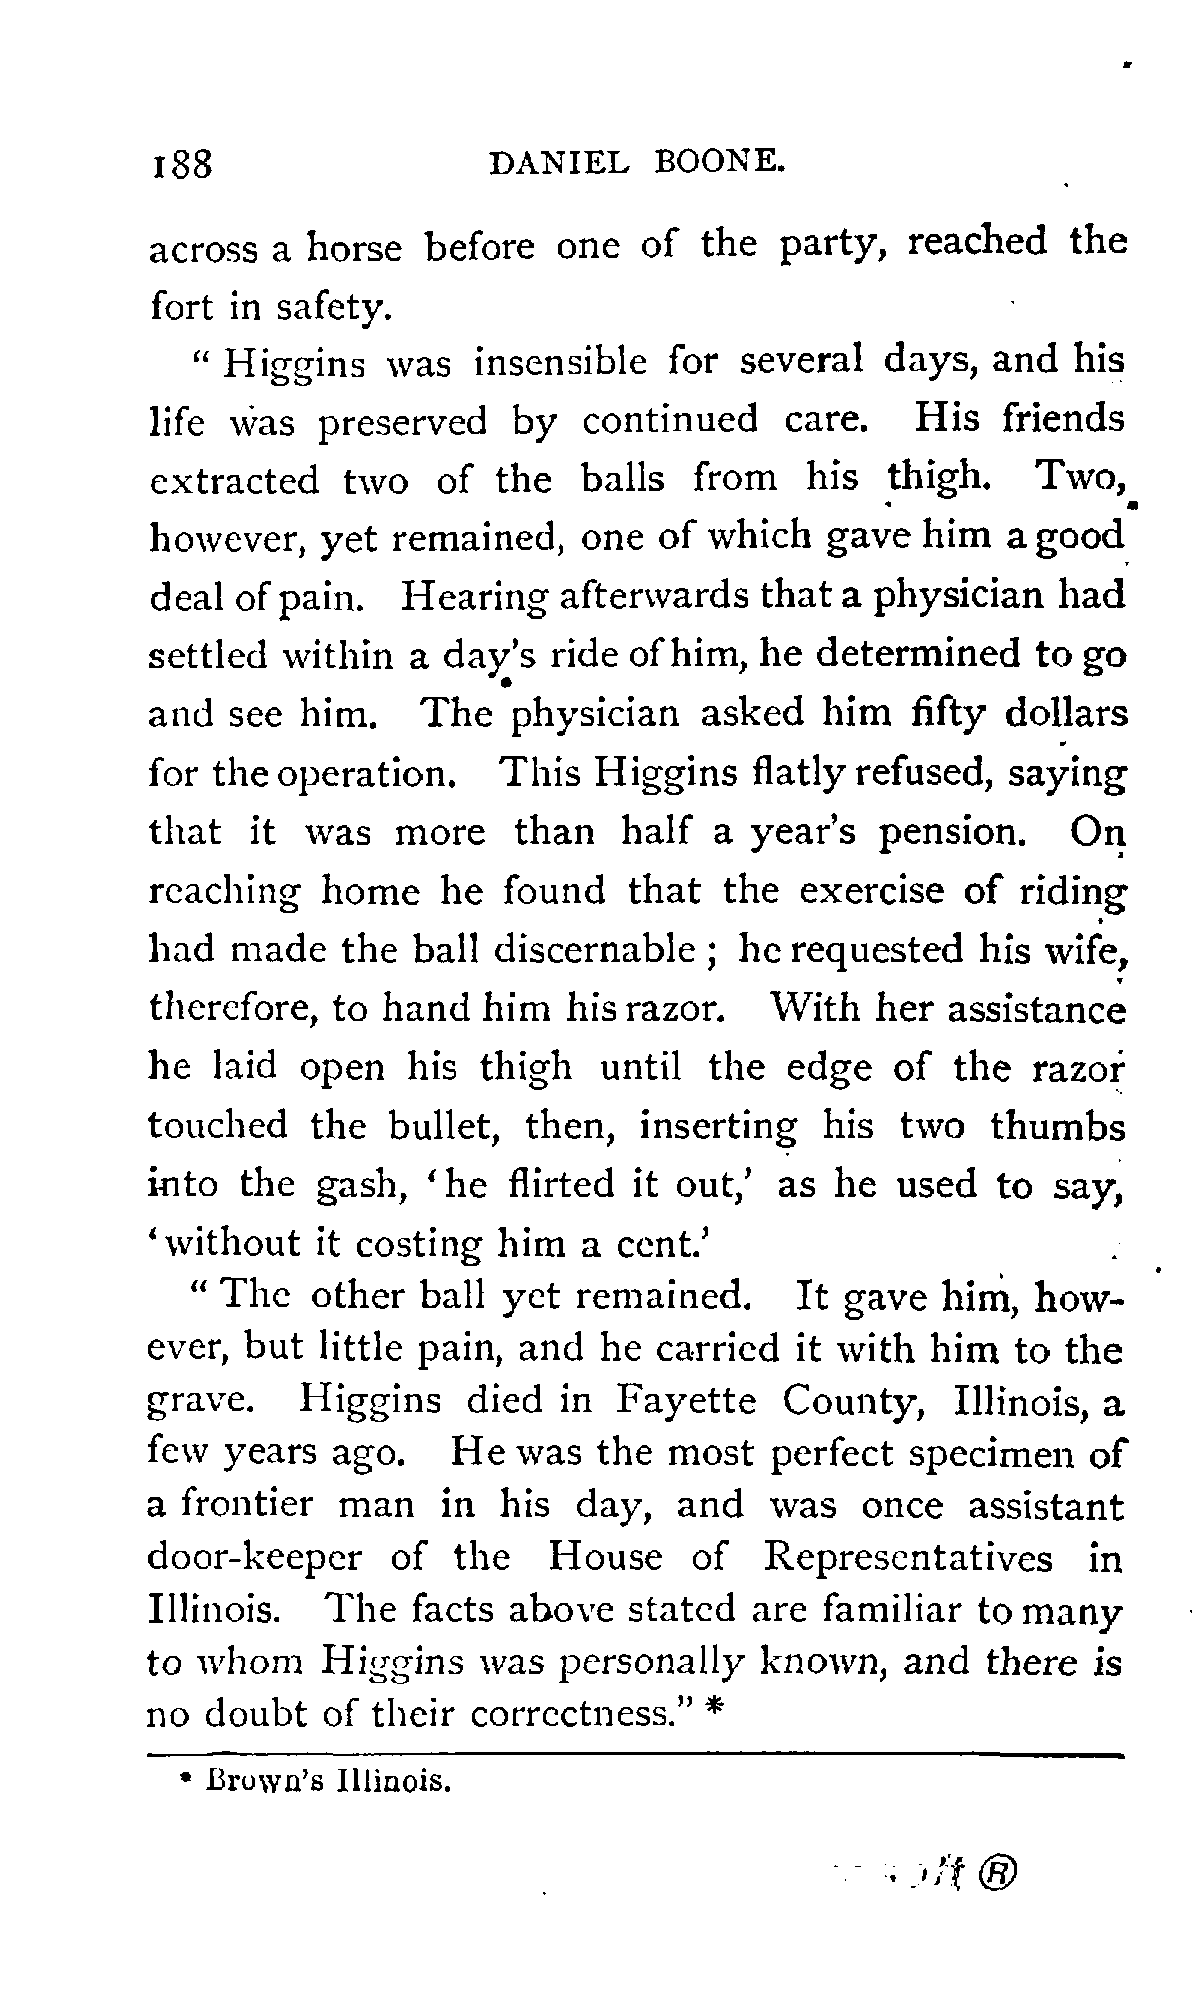 188 DANIEL BOONE.
across a horse before one of the party, reached the
fort in safety.
" Higgins was insensible for several days, and his
life was preserved by continued care. His friends
extracted two of the balls from his thigh. Two,
however, yet remained, one of which gave him a good
deal of pain. Hearing afterwards that a physician had
settled within a day's ride of him, he determined to go
and see him. The physician asked him fifty dollars
for the operation. This Higgins flatly refused, saying
that it was more than half a year's pension. On
reaching home he found that the exercise of riding
had made the ball discernable ; he requested his wife,
therefore, to hand him his razor. With her assistance
he laid open his thigh until the edge of the razor
touched the bullet, then, inserting his two thumbs
into the gash, ‘ he flirted it out,’ as he used to say,
‘ without it costing him a cent.’
" The other ball yet remained. It gave him, how-
ever, but little pain, and he carried it with him to the
grave. Higgins died in Fayette County, Illinois, a
few years ago. He was the most perfect specimen of
a frontier man in his day, and was once assistant
door-keeper of the House of Representatives in
Illinois. The facts above stated are familiar to many
to whom Higgins was personally known, and there is
no doubt of their correctness." *
* Brown's Illinois.
®